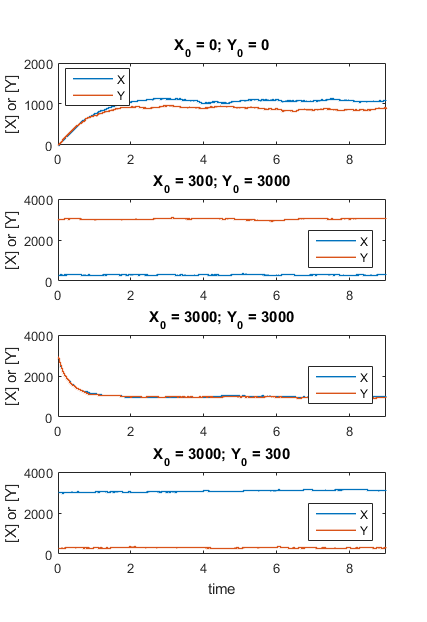 X₀ = 0; Y₀ = 0
2000
1000
0
[X] or [Y]
X
Y
0 2 4 6 8
X₀ = 300; Y₀ = 3000
4000
2000
0
[X] or [Y]
X
Y
0 2 4 6 8
X₀ = 3000; Y₀ = 3000
4000
2000
0
[X] or [Y]
X
Y
0 2 4 6 8
X₀ = 3000; Y₀ = 300
4000
2000
0
[X] or [Y]
X
Y
0 2 4 6 8
time